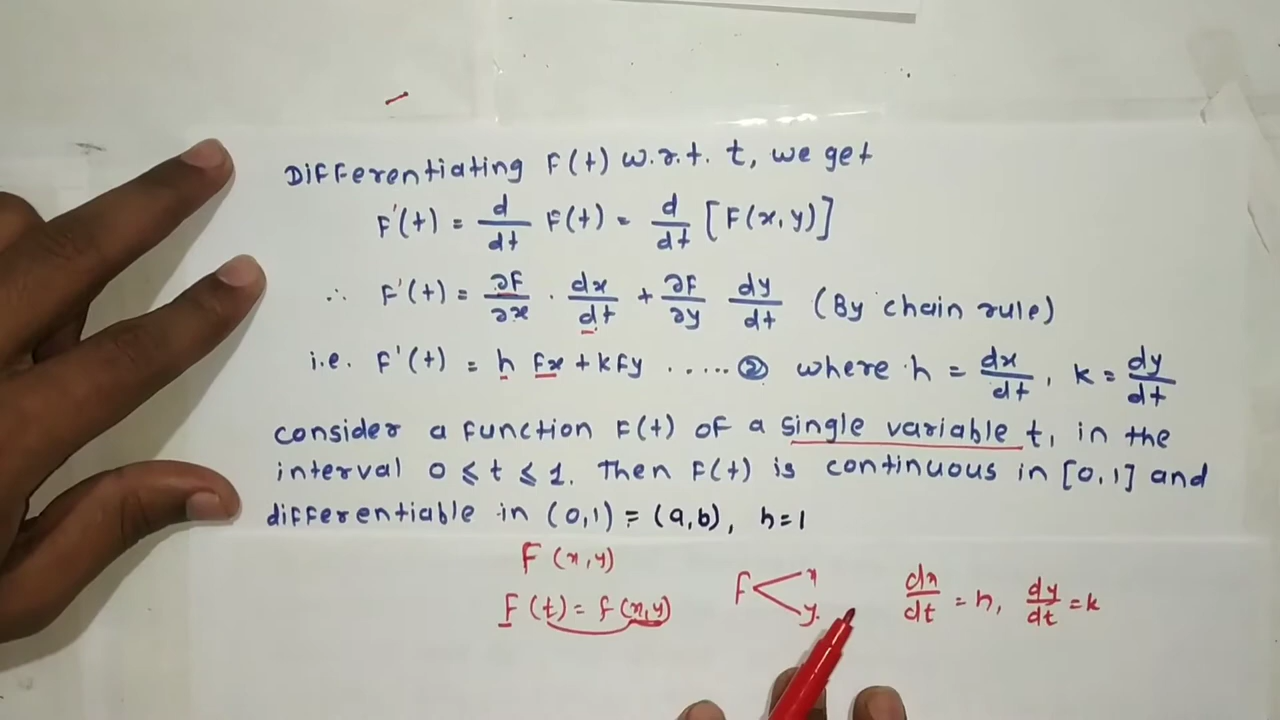 Differentiating F(t) w.r.t. t, we get
F'(t) = d/dt F(t) = d/dt [F(x,y)]
∴ F'(t) = ∂F/∂x · dx/dt + ∂F/∂y dy/dt (By chain rule)
i.e. F'(t) = h Fx + kFy ...... ② where h = dx/dt, k = dy/dt
consider a function F(t) of a single variable t, in the
interval 0 ⩽ t ⩽ 1. Then F(t) is continuous in [0,1] and
differentiable in (0,1) = (a,b), h=1
F (x,y)
F (t) = f(x,y)
F < x y
dx/dt = h, dy/dt = k